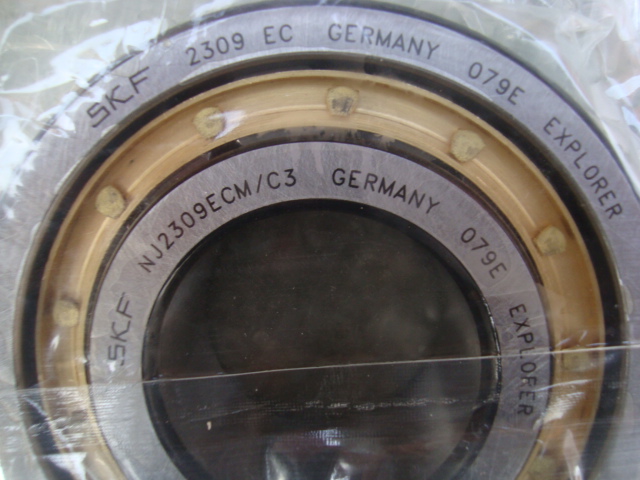 SKF 2309 EC GERMANY 079E EXPLORER
SKF NJ2309ECM/C3 GERMANY 079E EXPLORER